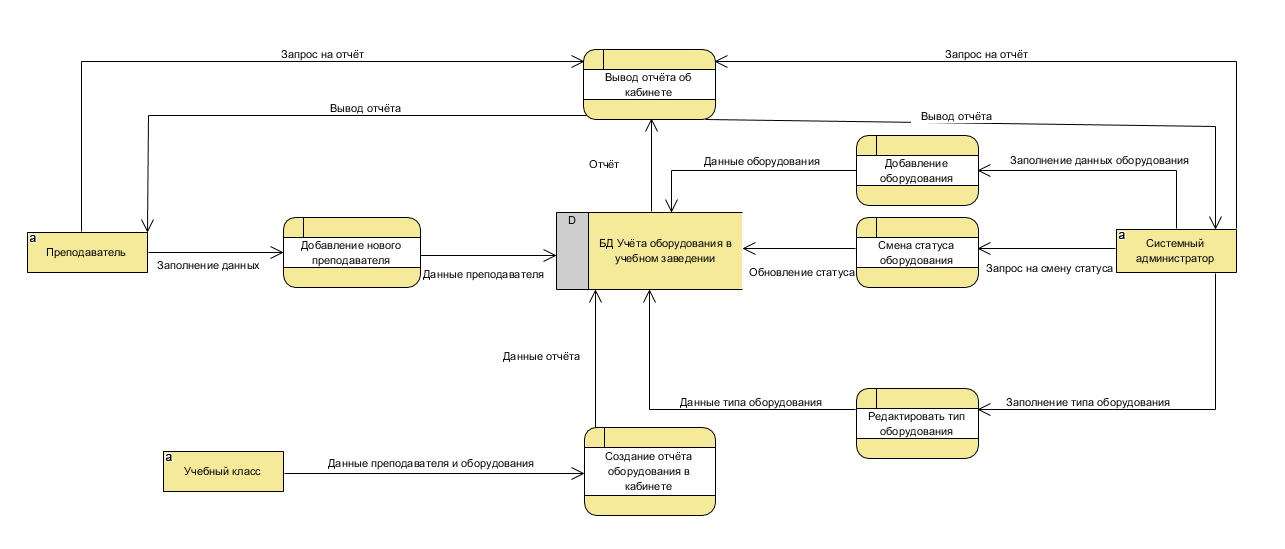 Запрос на отчёт
Запрос на отчёт
Вывод отчёта об
кабинете
Вывод отчёта
Вывод отчёта
Отчёт
Данные оборудования
Добавление
оборудования
Заполнение данных оборудования
a
Преподаватель
Заполнение данных
Добавление нового
преподавателя
Данные преподавателя
D
БД Учёта оборудования в
учебном заведении
Обновление статуса
Смена статуса
оборудования
Запрос на смену статуса
a
Системный
администратор
Данные отчёта
Данные типа оборудования
Редактировать тип
оборудования
Заполнение типа оборудования
a
Учебный класс
Данные преподавателя и оборудования
Создание отчёта
оборудования в
кабинете